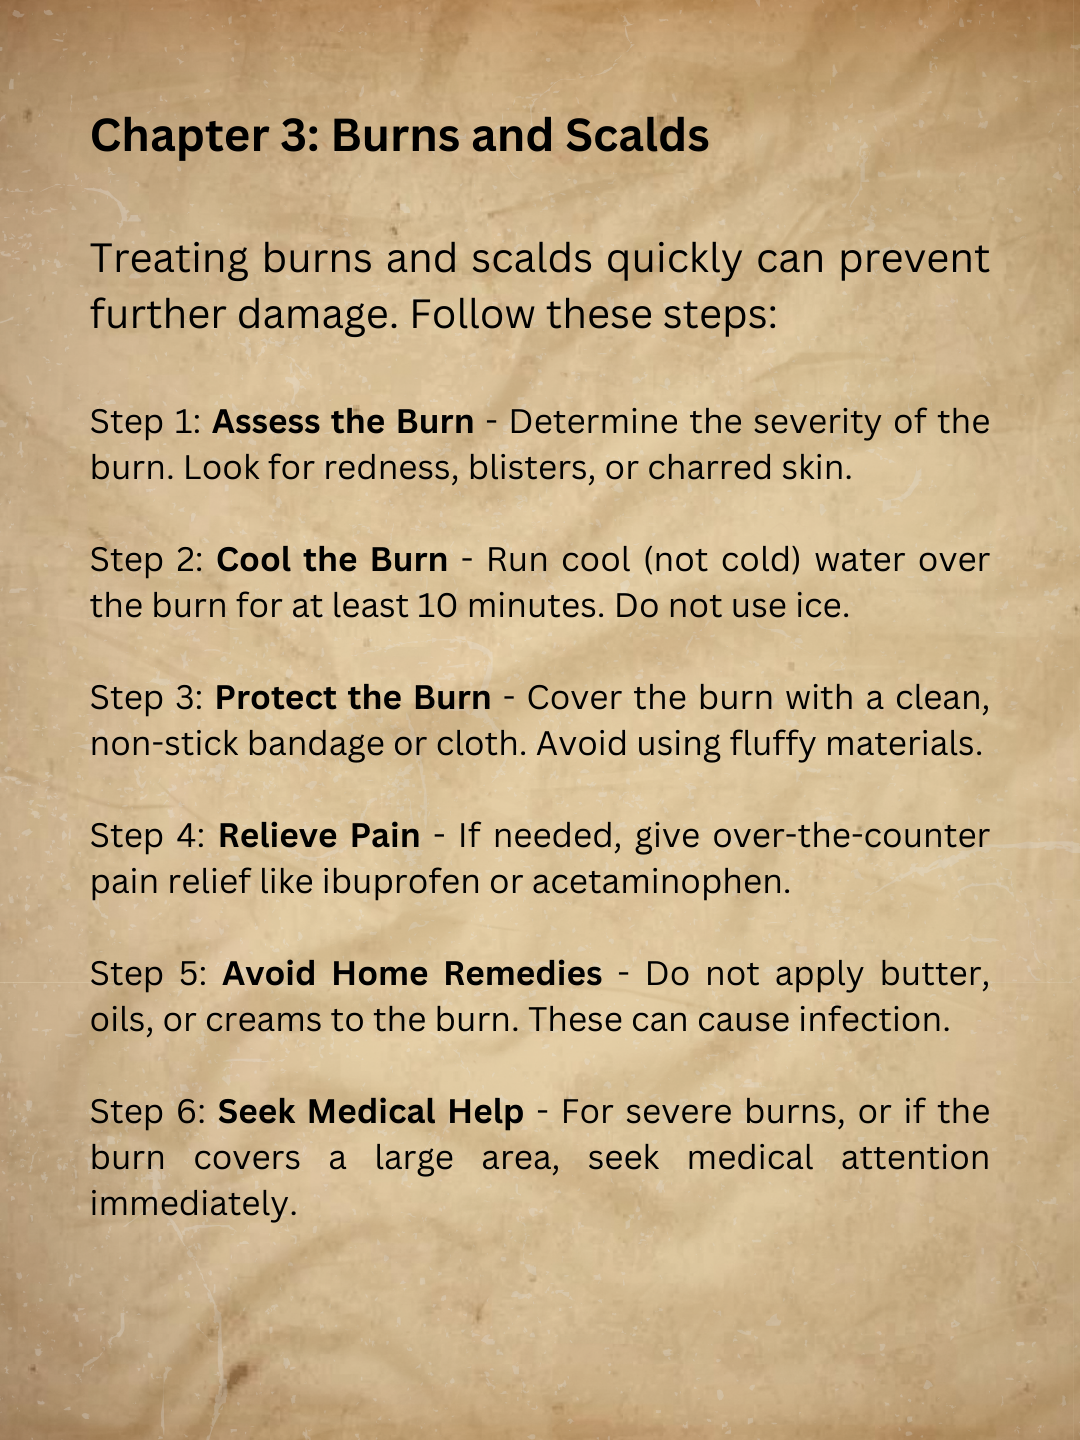 Chapter 3: Burns and Scalds
Treating burns and scalds quickly can prevent
further damage. Follow these steps:
Step 1: Assess the Burn - Determine the severity of the
burn. Look for redness, blisters, or charred skin.
Step 2: Cool the Burn - Run cool (not cold) water over
the burn for at least 10 minutes. Do not use ice.
Step 3: Protect the Burn - Cover the burn with a clean,
non-stick bandage or cloth. Avoid using fluffy materials.
Step 4: Relieve Pain - If needed, give over-the-counter
pain relief like ibuprofen or acetaminophen.
Step 5: Avoid Home Remedies - Do not apply butter,
oils, or creams to the burn. These can cause infection.
Step 6: Seek Medical Help - For severe burns, or if the
burn covers a large area, seek medical attention
immediately.